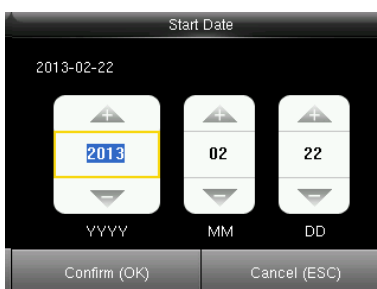 Start Date
2013-02-22
2013 02 22
YYYY MM DD
Confirm (OK) Cancel (ESC)